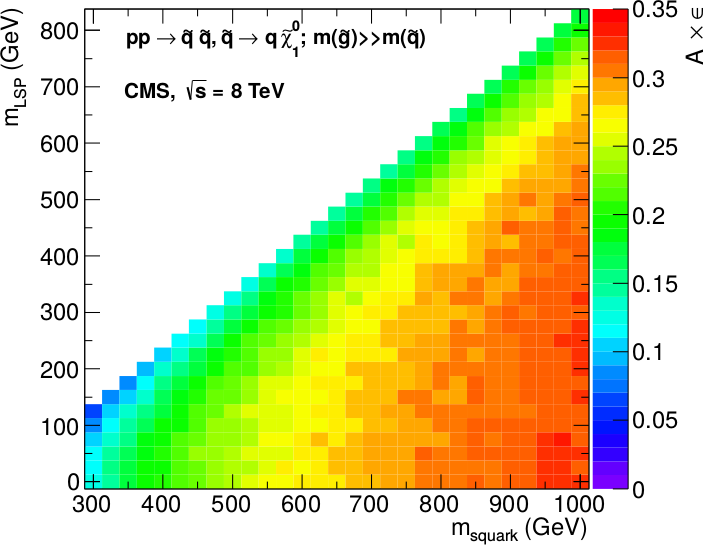 pp → q̃ q̃, q̃ → q χ̃⁰₁; m(g̃)>>m(q̃)
CMS, √s = 8 TeV
m_LSP (GeV)
800
700
600
500
400
300
200
100
0
300 400 500 600 700 800 900 1000
m_squark (GeV)
A × ε
0.35
0.3
0.25
0.2
0.15
0.1
0.05
0